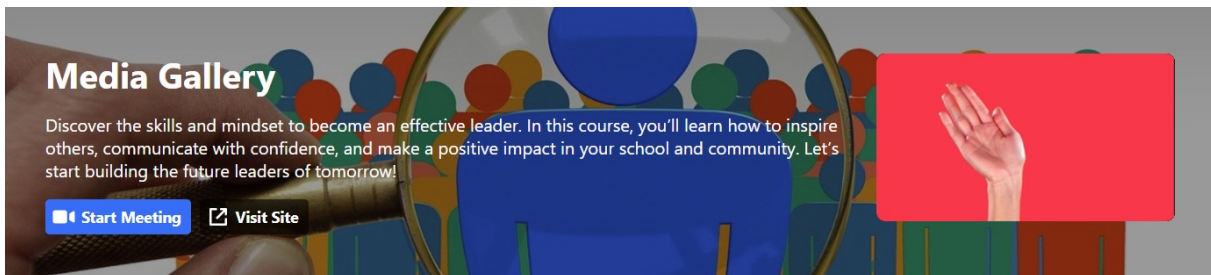 Media Gallery
Discover the skills and mindset to become an effective leader. In this course, you’ll learn how to inspire
others, communicate with confidence, and make a positive impact in your school and community. Let’s
start building the future leaders of tomorrow!
Start Meeting
Visit Site